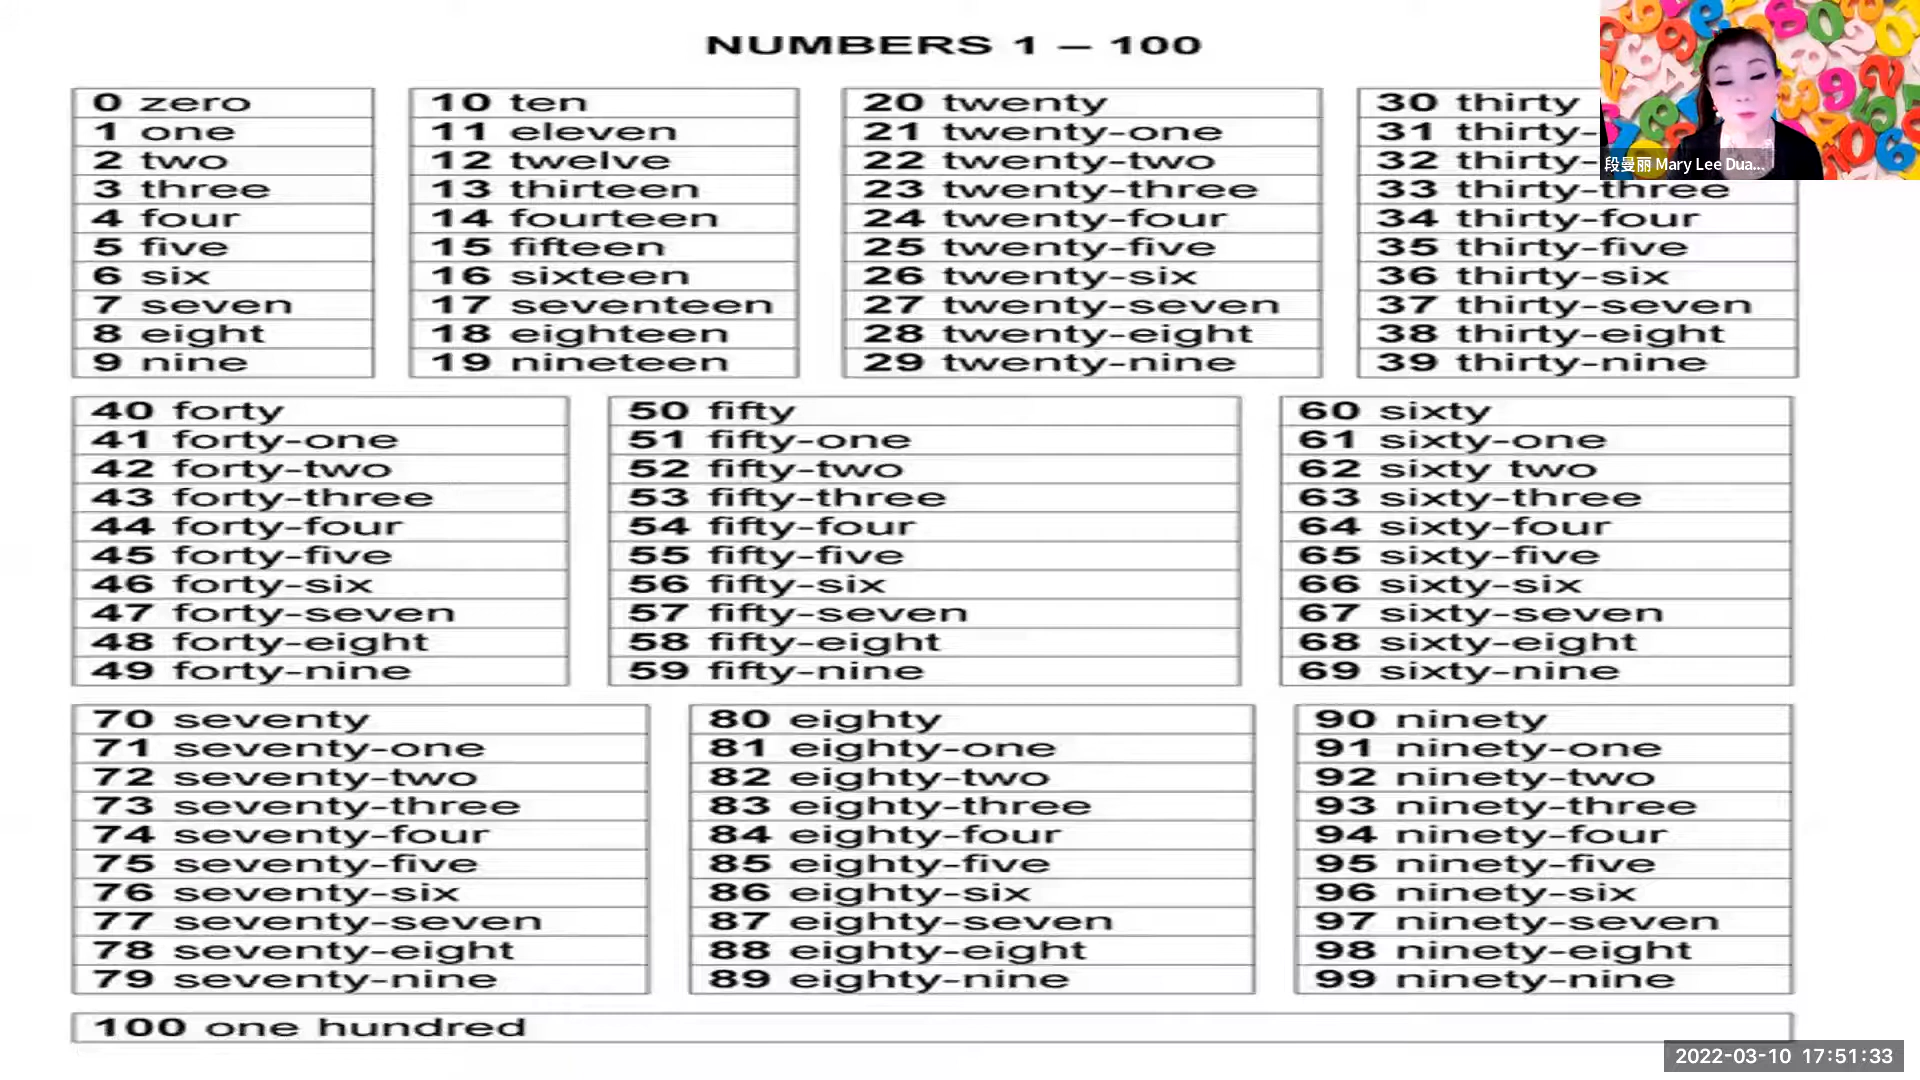 NUMBERS 1 – 100
0 zero
1 one
2 two
3 three
4 four
5 five
6 six
7 seven
8 eight
9 nine
10 ten
11 eleven
12 twelve
13 thirteen
14 fourteen
15 fifteen
16 sixteen
17 seventeen
18 eighteen
19 nineteen
20 twenty
21 twenty-one
22 twenty-two
23 twenty-three
24 twenty-four
25 twenty-five
26 twenty-six
27 twenty-seven
28 twenty-eight
29 twenty-nine
30 thirty
31 thirty-
32 thirty-
33 thirty-three
34 thirty-four
35 thirty-five
36 thirty-six
37 thirty-seven
38 thirty-eight
39 thirty-nine
段曼丽 Mary Lee Dua...
40 forty
41 forty-one
42 forty-two
43 forty-three
44 forty-four
45 forty-five
46 forty-six
47 forty-seven
48 forty-eight
49 forty-nine
50 fifty
51 fifty-one
52 fifty-two
53 fifty-three
54 fifty-four
55 fifty-five
56 fifty-six
57 fifty-seven
58 fifty-eight
59 fifty-nine
60 sixty
61 sixty-one
62 sixty two
63 sixty-three
64 sixty-four
65 sixty-five
66 sixty-six
67 sixty-seven
68 sixty-eight
69 sixty-nine
70 seventy
71 seventy-one
72 seventy-two
73 seventy-three
74 seventy-four
75 seventy-five
76 seventy-six
77 seventy-seven
78 seventy-eight
79 seventy-nine
80 eighty
81 eighty-one
82 eighty-two
83 eighty-three
84 eighty-four
85 eighty-five
86 eighty-six
87 eighty-seven
88 eighty-eight
89 eighty-nine
90 ninety
91 ninety-one
92 ninety-two
93 ninety-three
94 ninety-four
95 ninety-five
96 ninety-six
97 ninety-seven
98 ninety-eight
99 ninety-nine
100 one hundred
2022-03-10 17:51:33